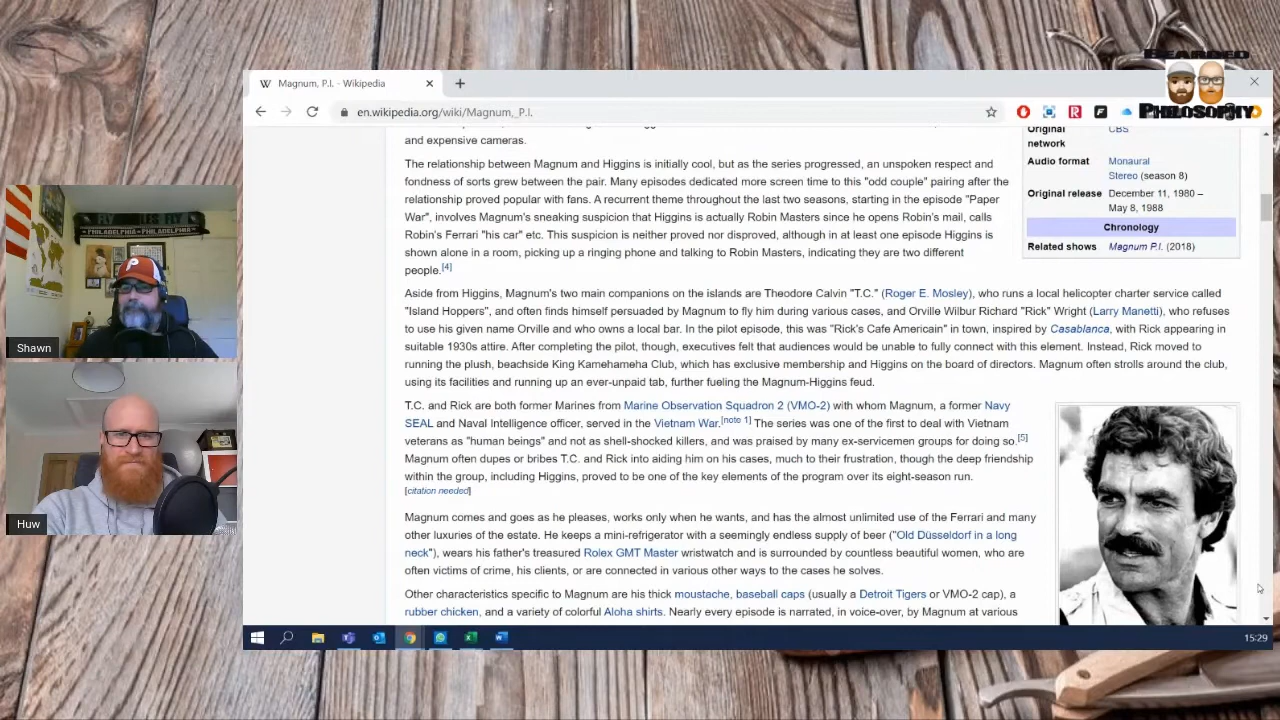 BEARDED
PHILOSOPHY
Magnum, P.I. - Wikipedia
en.wikipedia.org/wiki/Magnum,_P.I.
and expensive cameras.
The relationship between Magnum and Higgins is initially cool, but as the series progressed, an unspoken respect and
fondness of sorts grew between the pair. Many episodes dedicated more screen time to this "odd couple" pairing after the
relationship proved popular with fans. A recurrent theme throughout the last two seasons, starting in the episode "Paper
War", involves Magnum's sneaking suspicion that Higgins is actually Robin Masters since he opens Robin's mail, calls
Robin's Ferrari "his car" etc. This suspicion is neither proved nor disproved, although in at least one episode Higgins is
shown alone in a room, picking up a ringing phone and talking to Robin Masters, indicating they are two different
people.[4]
Original network CBS
Audio format Monaural
Stereo (season 8)
Original release December 11, 1980 –
May 8, 1988
Chronology
Related shows Magnum P.I. (2018)
Aside from Higgins, Magnum's two main companions on the islands are Theodore Calvin "T.C." (Roger E. Mosley), who runs a local helicopter charter service called
"Island Hoppers", and often finds himself persuaded by Magnum to fly him during various cases, and Orville Wilbur Richard "Rick" Wright (Larry Manetti), who refuses
to use his given name Orville and who owns a local bar. In the pilot episode, this was "Rick's Cafe Americain" in town, inspired by Casablanca, with Rick appearing in
suitable 1930s attire. After completing the pilot, though, executives felt that audiences would be unable to fully connect with this element. Instead, Rick moved to
running the plush, beachside King Kamehameha Club, which has exclusive membership and Higgins on the board of directors. Magnum often strolls around the club,
using its facilities and running up an ever-unpaid tab, further fueling the Magnum-Higgins feud.
T.C. and Rick are both former Marines from Marine Observation Squadron 2 (VMO-2) with whom Magnum, a former Navy
SEAL and Naval Intelligence officer, served in the Vietnam War.[note 1] The series was one of the first to deal with Vietnam
veterans as "human beings" and not as shell-shocked killers, and was praised by many ex-servicemen groups for doing so.[5]
Magnum often dupes or bribes T.C. and Rick into aiding him on his cases, much to their frustration, though the deep friendship
within the group, including Higgins, proved to be one of the key elements of the program over its eight-season run.
[citation needed]
Magnum comes and goes as he pleases, works only when he wants, and has the almost unlimited use of the Ferrari and many
other luxuries of the estate. He keeps a mini-refrigerator with a seemingly endless supply of beer ("Old Düsseldorf in a long
neck"), wears his father's treasured Rolex GMT Master wristwatch and is surrounded by countless beautiful women, who are
often victims of crime, his clients, or are connected in various other ways to the cases he solves.
Other characteristics specific to Magnum are his thick moustache, baseball caps (usually a Detroit Tigers or VMO-2 cap), a
rubber chicken, and a variety of colorful Aloha shirts. Nearly every episode is narrated, in voice-over, by Magnum at various
15:29
PHILADELPHIA
P
Shawn
Huw